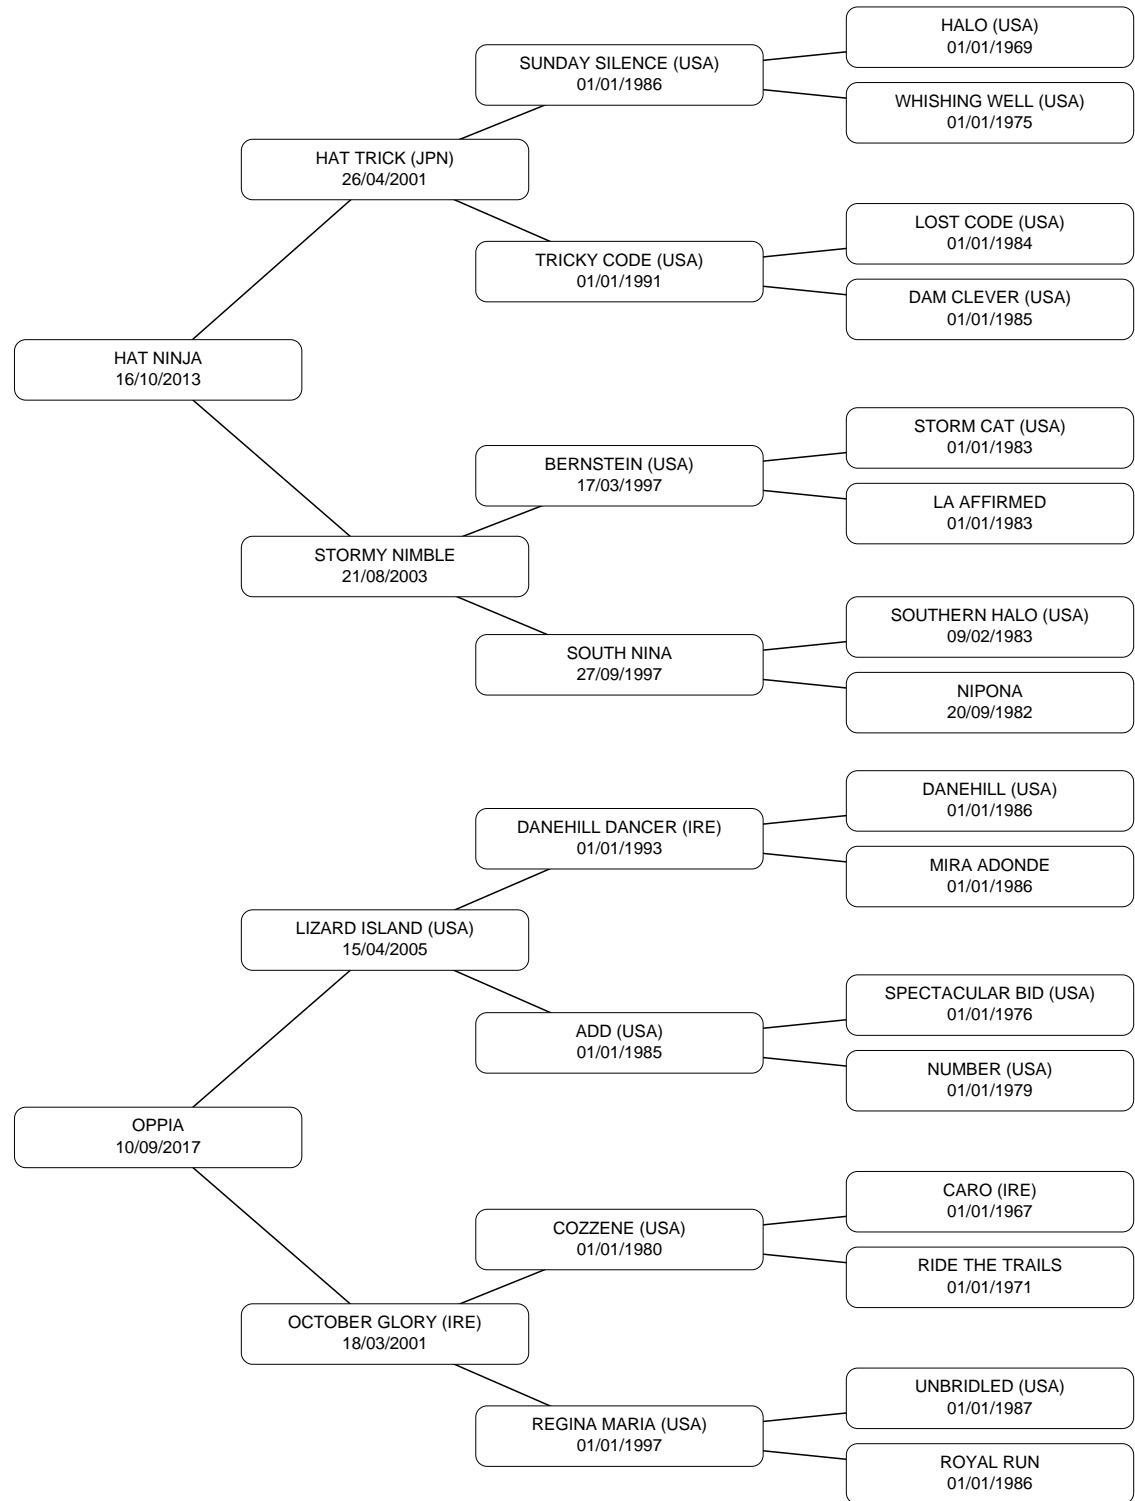 HALO (USA)
01/01/1969
SUNDAY SILENCE (USA)
01/01/1986
WHISHING WELL (USA)
01/01/1975
HAT TRICK (JPN)
26/04/2001
LOST CODE (USA)
01/01/1984
TRICKY CODE (USA)
01/01/1991
DAM CLEVER (USA)
01/01/1985
HAT NINJA
16/10/2013
STORM CAT (USA)
01/01/1983
BERNSTEIN (USA)
17/03/1997
LA AFFIRMED
01/01/1983
STORMY NIMBLE
21/08/2003
SOUTHERN HALO (USA)
09/02/1983
SOUTH NINA
27/09/1997
NIPONA
20/09/1982
DANEHILL (USA)
01/01/1986
DANEHILL DANCER (IRE)
01/01/1993
MIRA ADONDE
01/01/1986
LIZARD ISLAND (USA)
15/04/2005
SPECTACULAR BID (USA)
01/01/1976
ADD (USA)
01/01/1985
NUMBER (USA)
01/01/1979
OPPIA
10/09/2017
CARO (IRE)
01/01/1967
COZZENE (USA)
01/01/1980
RIDE THE TRAILS
01/01/1971
OCTOBER GLORY (IRE)
18/03/2001
UNBRIDLED (USA)
01/01/1987
REGINA MARIA (USA)
01/01/1997
ROYAL RUN
01/01/1986